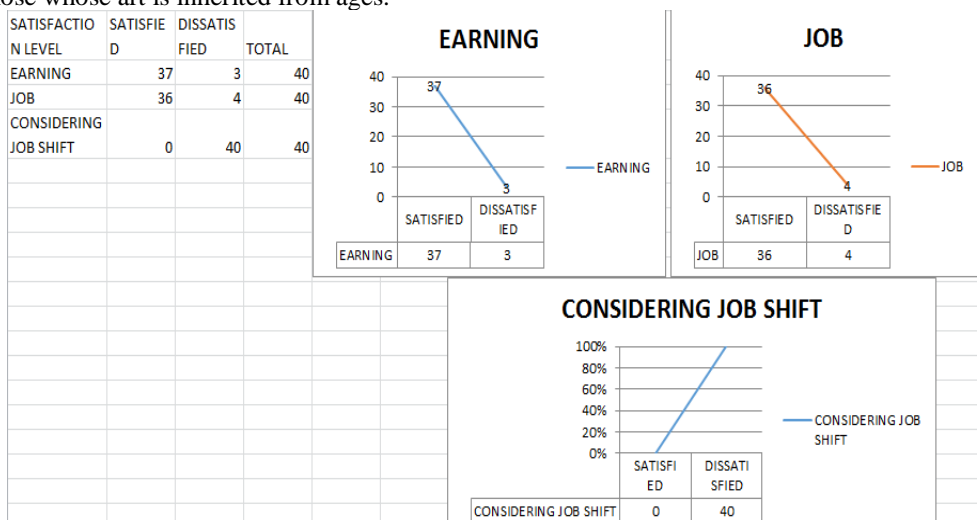 those whose art is inherited from ages.
SATISFACTIO SATISFIE DISSATIS
N LEVEL D FIED TOTAL
EARNING 37 3 40
JOB 36 4 40
CONSIDERING
JOB SHIFT 0 40 40
EARNING
40
30
20
10
0
37
3
EARNING
SATISFIED DISSATISF
IED
EARNING 37 3
JOB
40
30
20
10
0
36
4
JOB
SATISFIED DISSATISFIE
D
JOB 36 4
CONSIDERING JOB SHIFT
100%
80%
60%
40%
20%
0%
CONSIDERING JOB
SHIFT
SATISFI DISSATI
ED SFIED
CONSIDERING JOB SHIFT 0 40